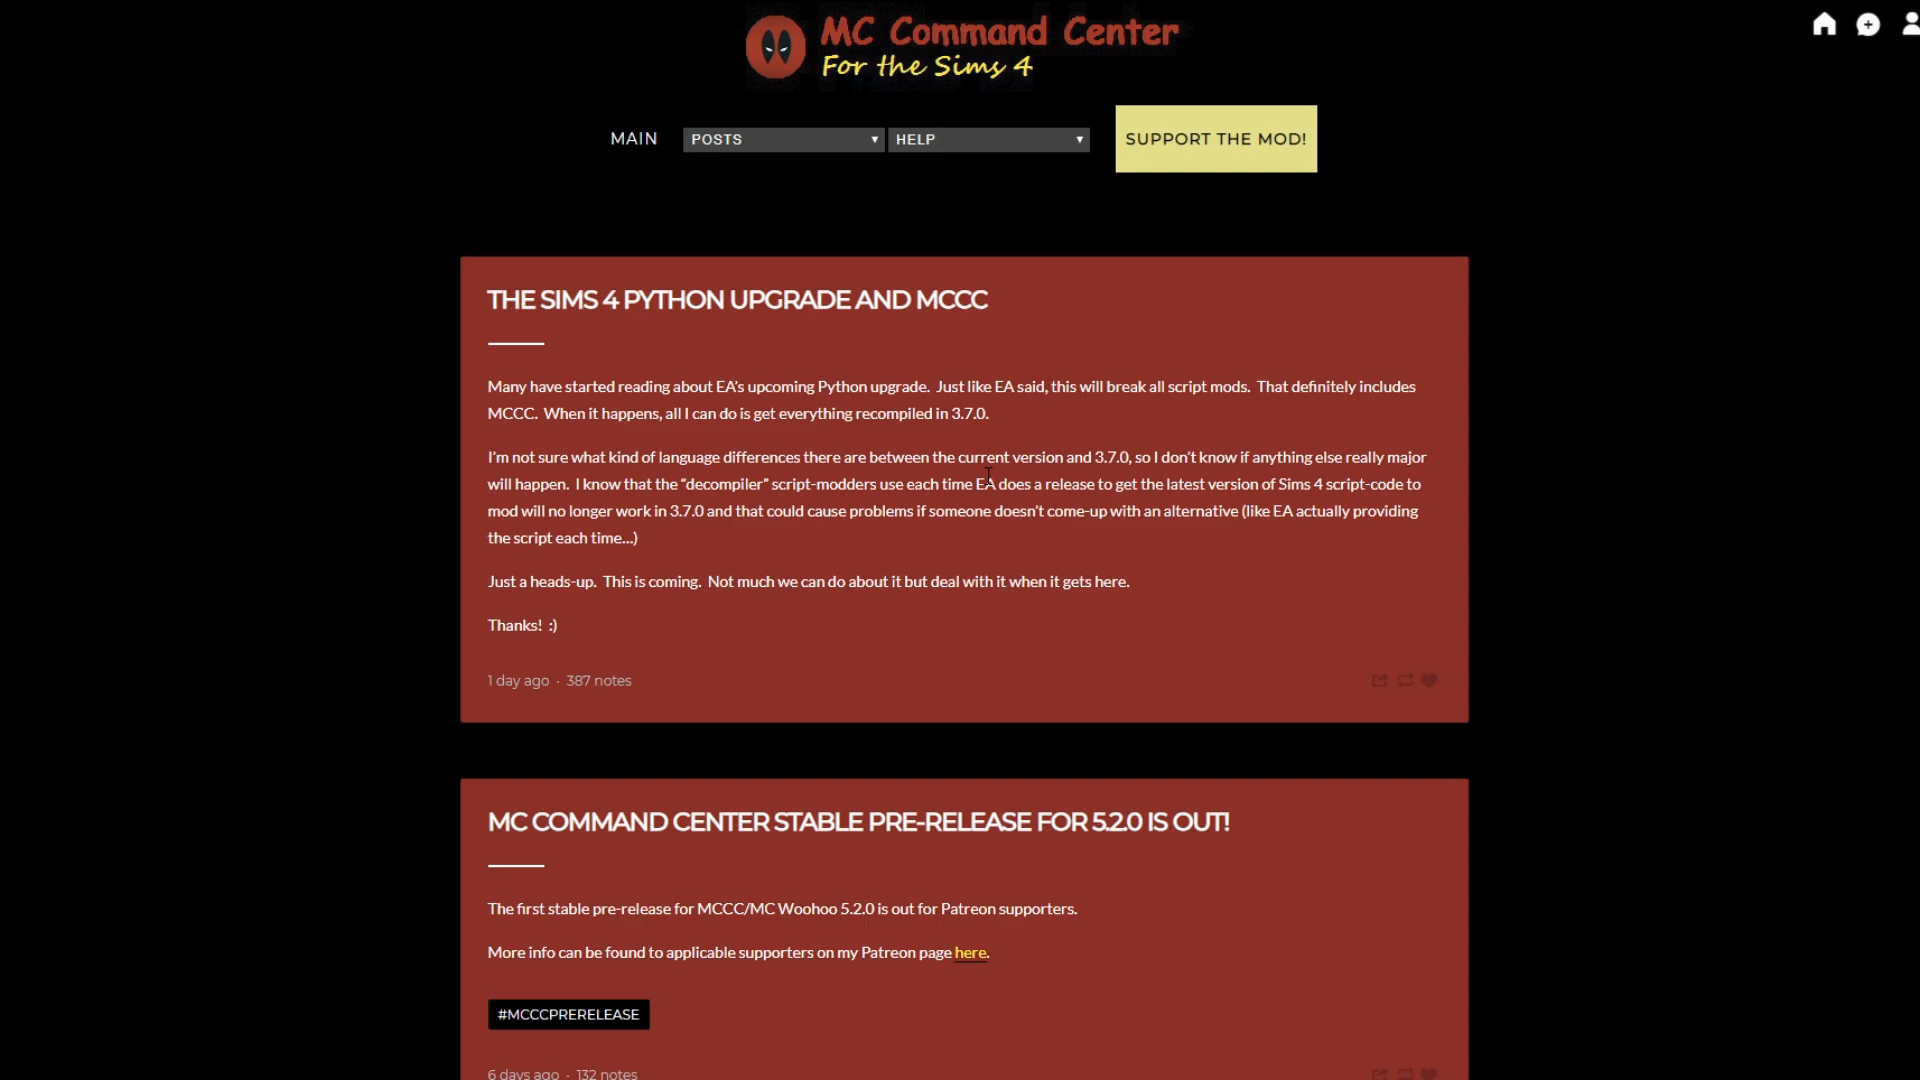 MC Command Center
For the Sims 4
MAIN
POSTS
HELP
SUPPORT THE MOD!
THE SIMS 4 PYTHON UPGRADE AND MCCC
Many have started reading about EA's upcoming Python upgrade. Just like EA said, this will break all script mods. That definitely includes
MCCC. When it happens, all I can do is get everything recompiled in 3.7.0.
I'm not sure what kind of language differences there are between the current version and 3.7.0, so I don't know if anything else really major
will happen. I know that the “decompiler” script-modders use each time EA does a release to get the latest version of Sims 4 script-code to
mod will no longer work in 3.7.0 and that could cause problems if someone doesn't come-up with an alternative (like EA actually providing
the script each time...)
Just a heads-up. This is coming. Not much we can do about it but deal with it when it gets here.
Thanks! :)
1 day ago · 387 notes
MC COMMAND CENTER STABLE PRE-RELEASE FOR 5.2.0 IS OUT!
The first stable pre-release for MCCC/MC Woohoo 5.2.0 is out for Patreon supporters.
More info can be found to applicable supporters on my Patreon page here.
#MCCCPRERELEASE
6 days ago · 132 notes